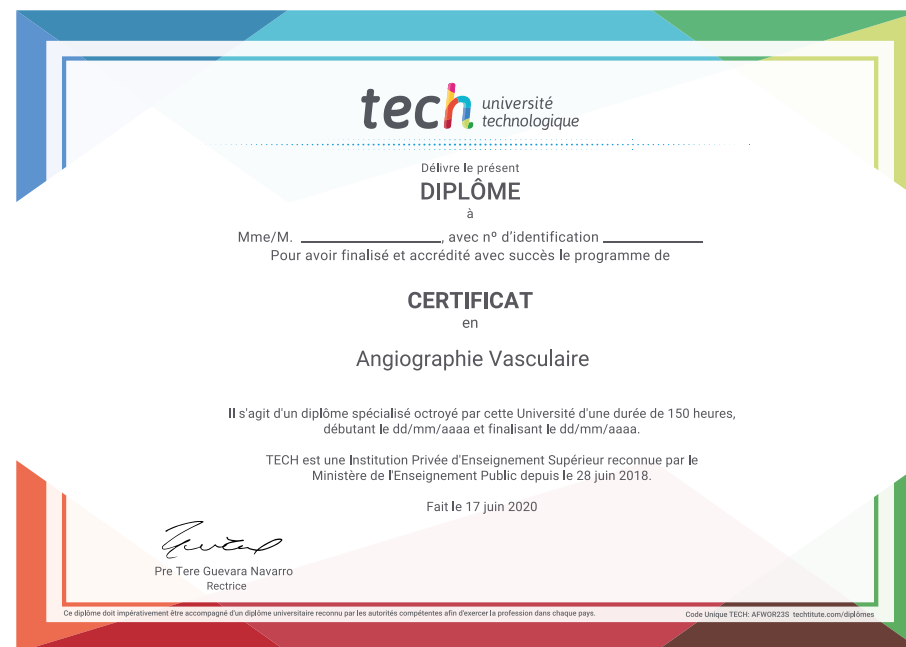 tech université
technologique
Délivre le présent
DIPLÔME
à
Mme/M. ____________________, avec nº d'identification ______________
Pour avoir finalisé et accrédité avec succès le programme de
CERTIFICAT
en
Angiographie Vasculaire
Il s'agit d'un diplôme spécialisé octroyé par cette Université d'une durée de 150 heures,
débutant le dd/mm/aaaa et finalisant le dd/mm/aaaa.
TECH est une Institution Privée d'Enseignement Supérieur reconnue par le
Ministère de l'Enseignement Public depuis le 28 juin 2018.
Fait le 17 juin 2020
Pre Tere Guevara Navarro
Rectrice
Ce diplôme doit impérativement être accompagné d'un diplôme universitaire reconnu par les autorités compétentes afin d'exercer la profession dans chaque pays.
Code Unique TECH: AFWOR23S techtitute.com/diplômes